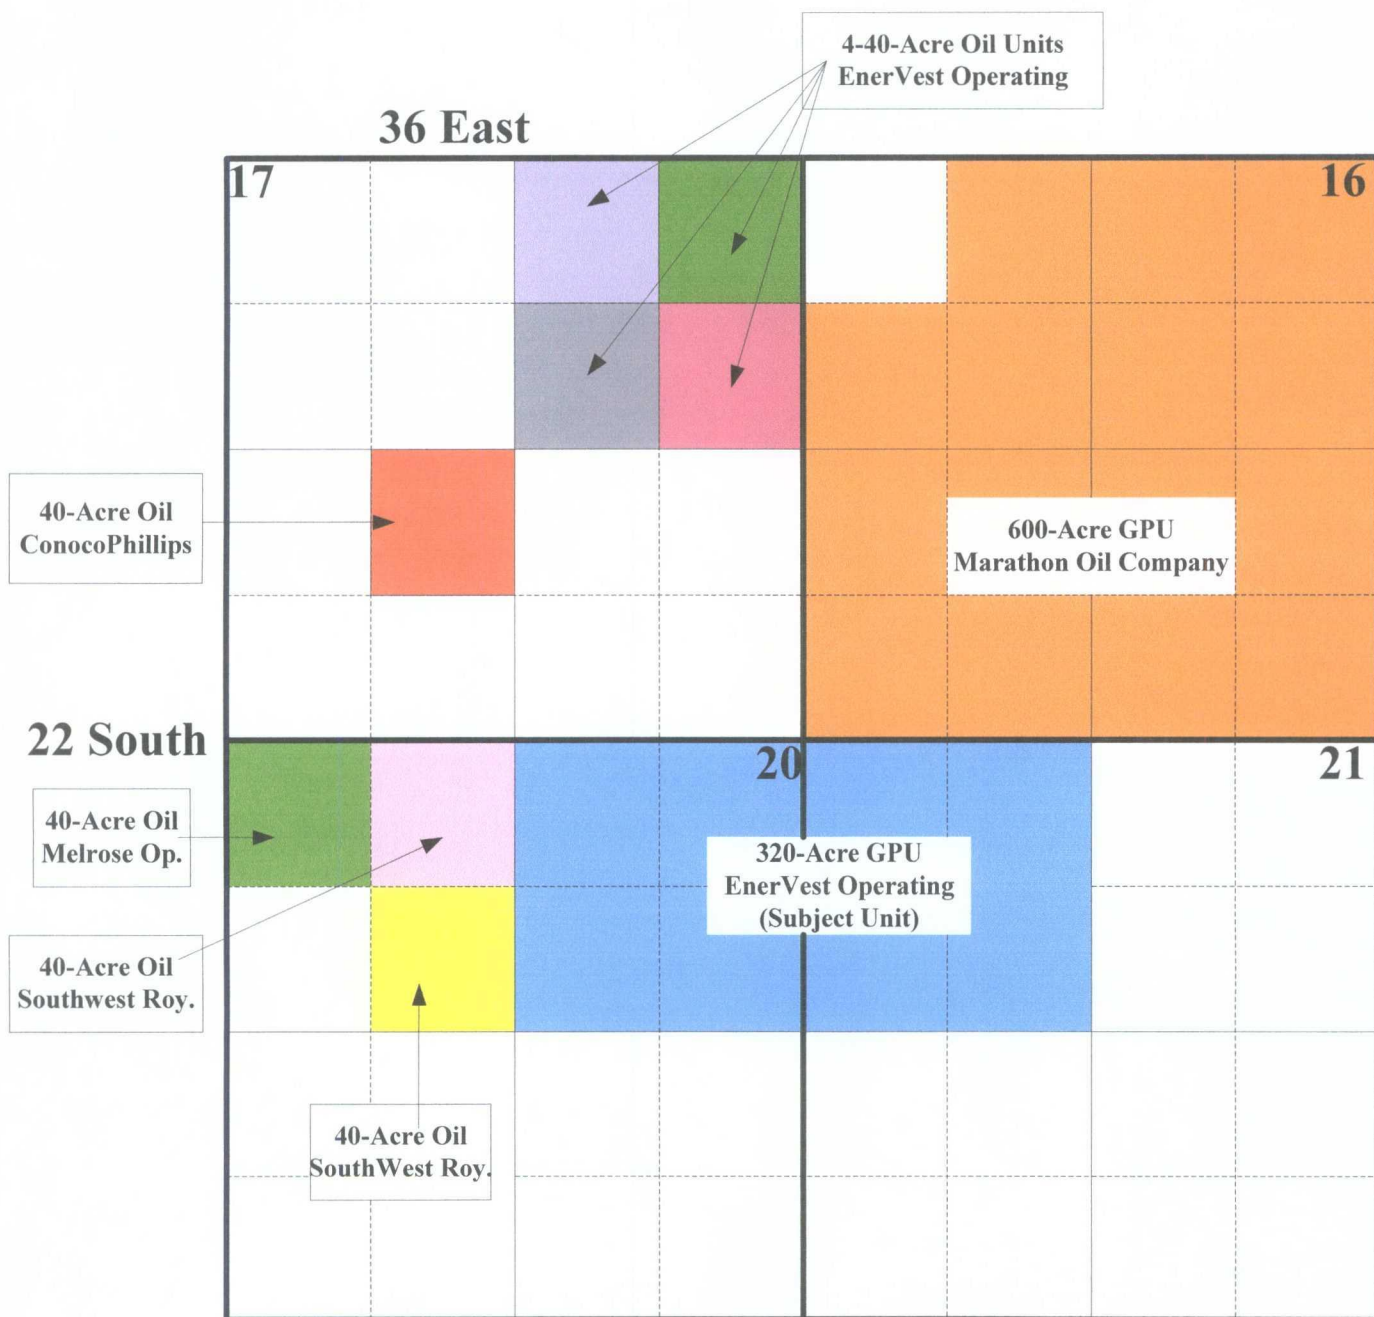 4-40-Acre Oil Units
EnerVest Operating
36 East
17
16
40-Acre Oil
ConocoPhillips
600-Acre GPU
Marathon Oil Company
22 South
20
21
40-Acre Oil
Melrose Op.
320-Acre GPU
EnerVest Operating
(Subject Unit)
40-Acre Oil
Southwest Roy.
40-Acre Oil
SouthWest Roy.